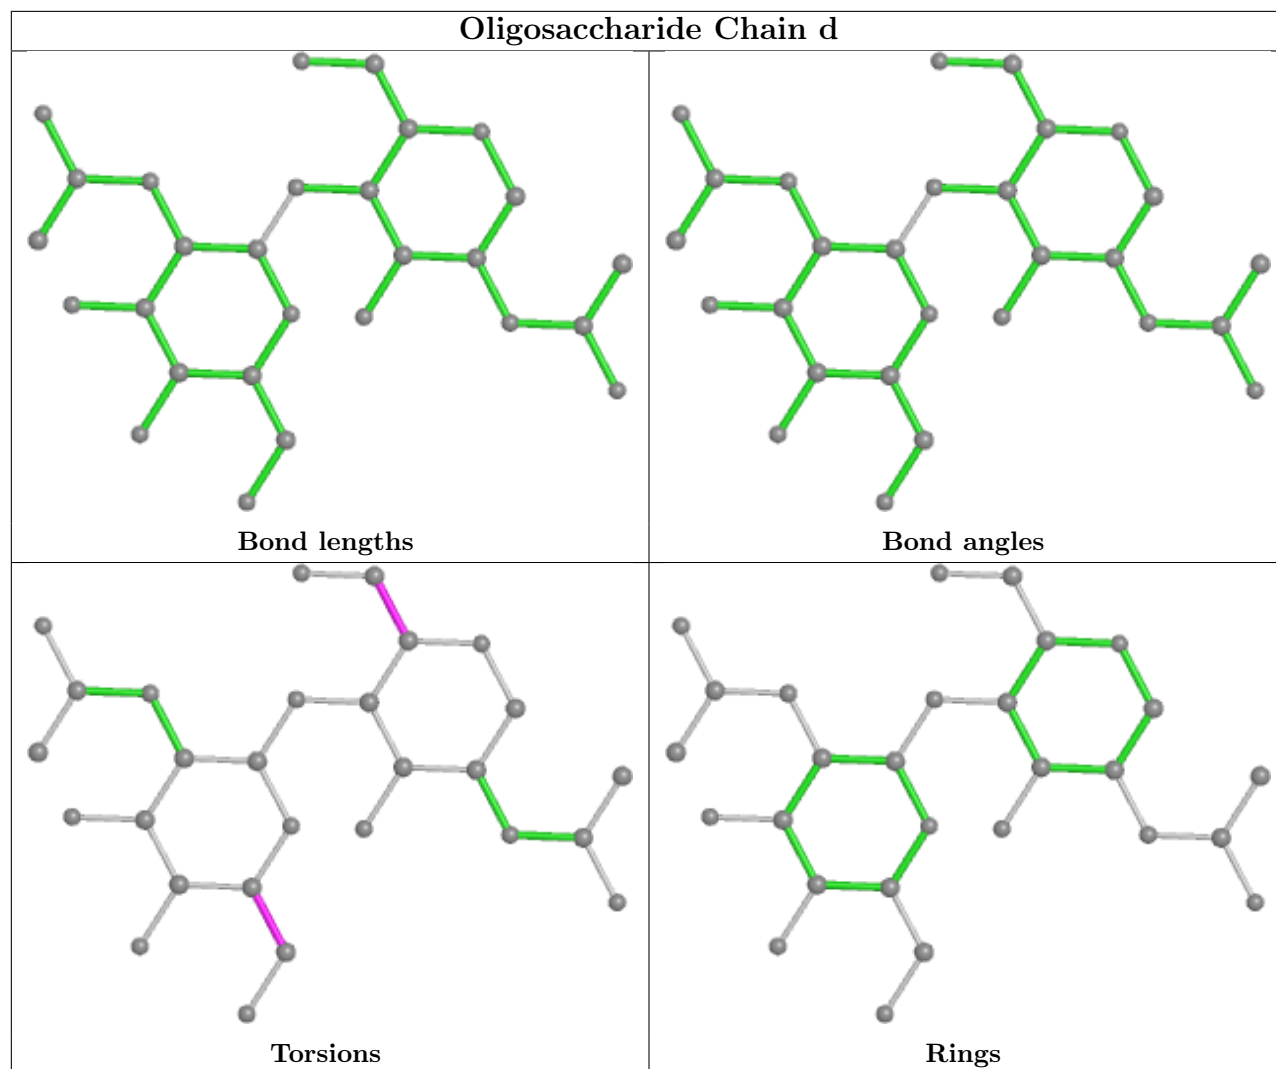 Oligosaccharide Chain d
Bond lengths
Bond angles
Torsions
Rings